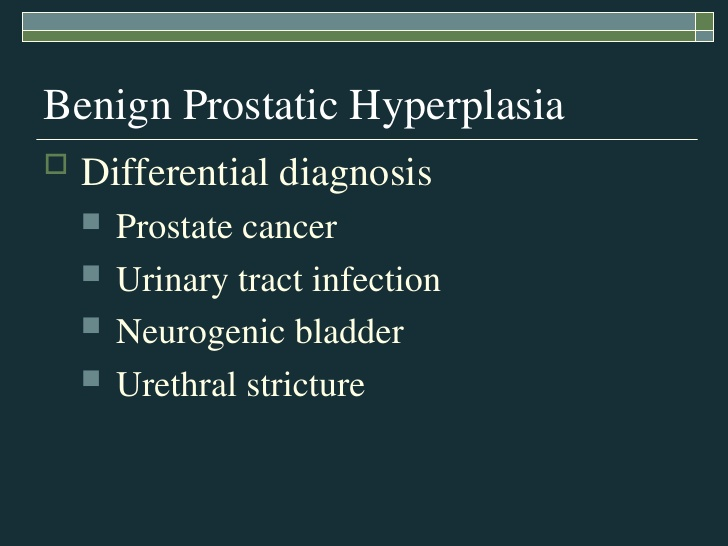 Benign Prostatic Hyperplasia
Differential diagnosis
Prostate cancer
Urinary tract infection
Neurogenic bladder
Urethral stricture